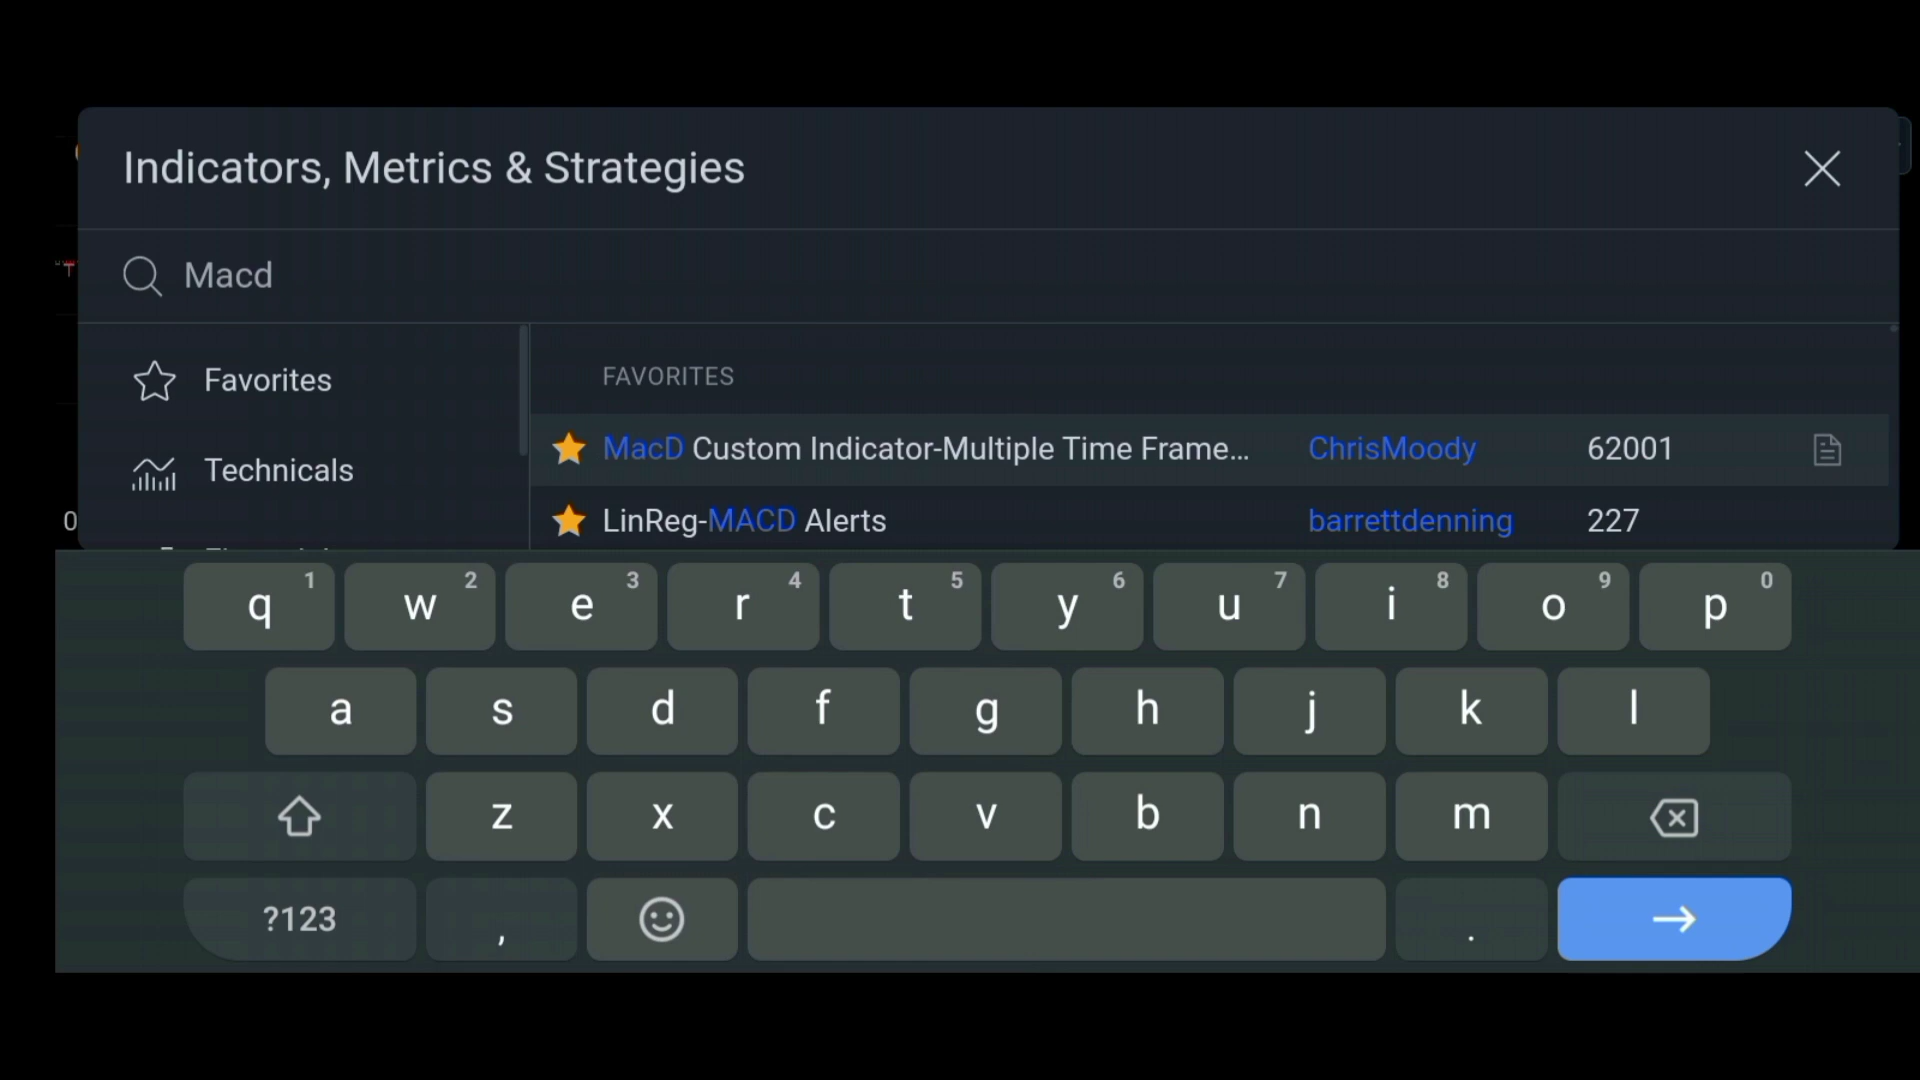 Indicators, Metrics & Strategies
Macd
Favorites
FAVORITES
MacD Custom Indicator-Multiple Time Frame... ChrisMoody 62001
Technicals
LinReg-MACD Alerts barrettdenning 227
0
1 2 3 4 5 6 7 8 9 0
q w e r t y u i o p
a s d f g h j k l
z x c v b n m
?123 , .